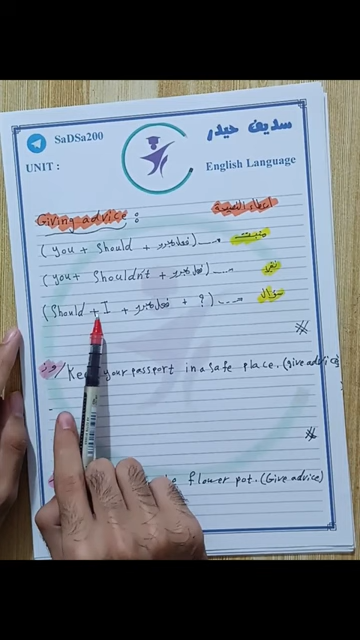 SaDSa200
سديف حيدر
UNIT :
English Language
Giving advice :
اعطاء النصيحة
(you + Should + فعل مجرد) → مثبت
(you + Shouldn't + فعل مجرد) → نفي
(Should + I + فعل مجرد + ?) → سؤال
Keep your passport in a safe place. (give advice)
flower pot. (Give advice)